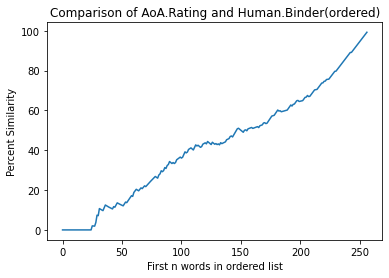 Comparison of AoA.Rating and Human.Binder(ordered)
100
80
60
40
20
0
Percent Similarity
0 50 100 150 200 250
First n words in ordered list